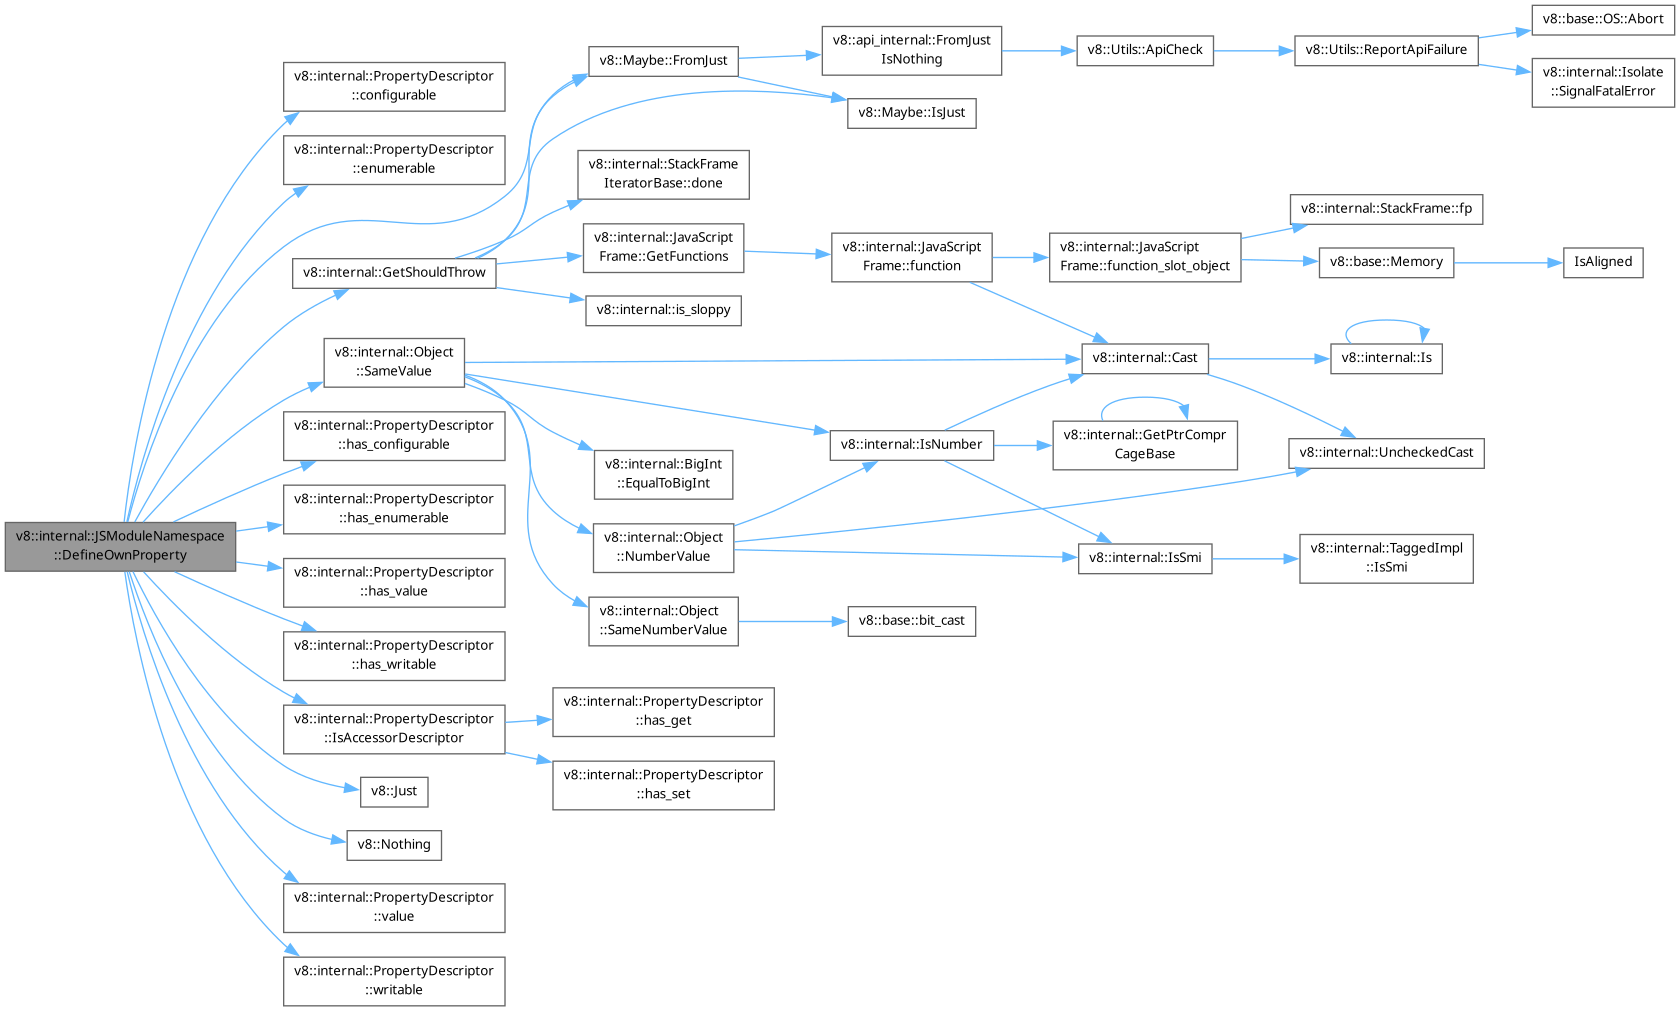 v8::internal::JSModuleNamespace
::DefineOwnProperty
v8::internal::PropertyDescriptor
::configurable
v8::internal::PropertyDescriptor
::enumerable
v8::Maybe::FromJust
v8::api_internal::FromJust
IsNothing
v8::Utils::ApiCheck
v8::Utils::ReportApiFailure
v8::base::OS::Abort
v8::internal::Isolate
::SignalFatalError
v8::Maybe::IsJust
v8::internal::GetShouldThrow
v8::internal::StackFrame
IteratorBase::done
v8::internal::JavaScript
Frame::GetFunctions
v8::internal::JavaScript
Frame::function
v8::internal::JavaScript
Frame::function_slot_object
v8::internal::StackFrame::fp
v8::base::Memory
IsAligned
v8::internal::is_sloppy
v8::internal::Object
::SameValue
v8::internal::Cast
v8::internal::Is
v8::internal::UncheckedCast
v8::internal::IsNumber
v8::internal::GetPtrCompr
CageBase
v8::internal::IsSmi
v8::internal::TaggedImpl
::IsSmi
v8::internal::BigInt
::EqualToBigInt
v8::internal::Object
::NumberValue
v8::internal::Object
::SameNumberValue
v8::base::bit_cast
v8::internal::PropertyDescriptor
::has_configurable
v8::internal::PropertyDescriptor
::has_enumerable
v8::internal::PropertyDescriptor
::has_value
v8::internal::PropertyDescriptor
::has_writable
v8::internal::PropertyDescriptor
::IsAccessorDescriptor
v8::internal::PropertyDescriptor
::has_get
v8::internal::PropertyDescriptor
::has_set
v8::Just
v8::Nothing
v8::internal::PropertyDescriptor
::value
v8::internal::PropertyDescriptor
::writable